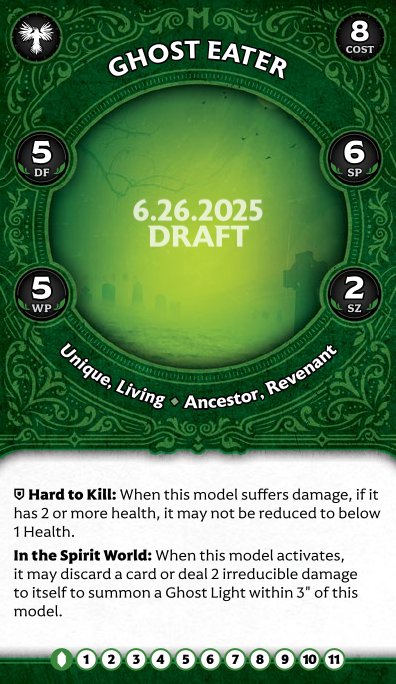 GHOST EATER
8
COST
5
DF
6
SP
6.26.2025
DRAFT
5
WP
2
SZ
Unique, Living ◆ Ancestor, Revenant
Hard to Kill: When this model suffers damage, if it
has 2 or more health, it may not be reduced to below
1 Health.
In the Spirit World: When this model activates,
it may discard a card or deal 2 irreducible damage
to itself to summon a Ghost Light within 3" of this
model.
1 2 3 4 5 6 7 8 9 10 11